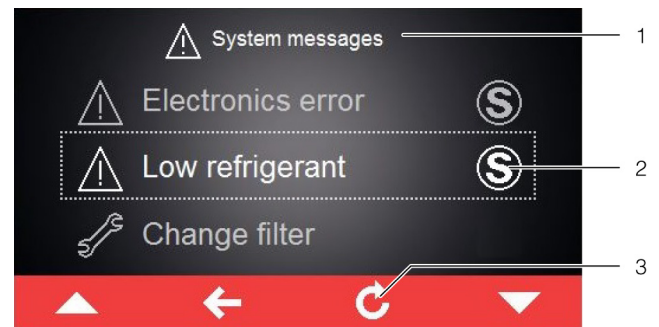 System messages
1
Electronics error S
Low refrigerant S
2
Change filter
3